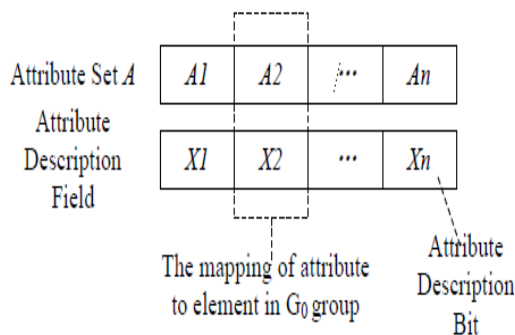 Attribute Set A A1 A2 ... An
Attribute
Description
Field
X1 X2 ... Xn
The mapping of attribute
to element in G₀ group
Attribute
Description
Bit